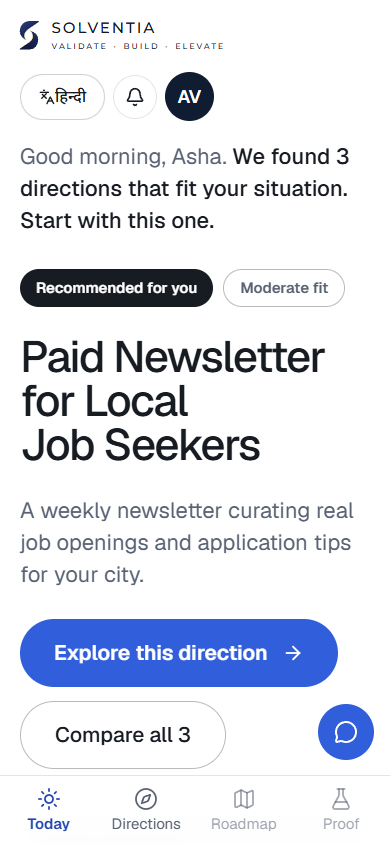 SOLVENTIA
VALIDATE · BUILD · ELEVATE
हिन्दी
AV
Good morning, Asha. We found 3
directions that fit your situation.
Start with this one.
Recommended for you
Moderate fit
Paid Newsletter
for Local
Job Seekers
A weekly newsletter curating real
job openings and application tips
for your city.
Explore this direction
Compare all 3
Today
Directions
Roadmap
Proof